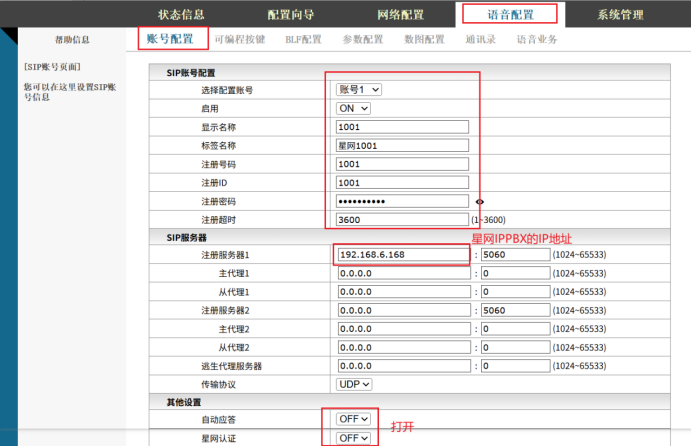 状态信息 配置向导 网络配置 语音配置 系统管理
帮助信息 账号配置 可编程按键 BLF配置 参数配置 数图配置 通讯录 语音业务
[SIP账号页面]
您可以在这里设置SIP账
号信息
SIP账号配置
选择配置账号 账号1
启用 ON
显示名称 1001
标签名称 星网1001
注册号码 1001
注册ID 1001
注册密码 ••••••••••
注册超时 3600 (1~3600)
SIP服务器 星网IPPBX的IP地址
注册服务器1 192.168.6.168 : 5060 (1024~65533)
主代理1 0.0.0.0 : 0 (1024~65533)
从代理1 0.0.0.0 : 0 (1024~65533)
注册服务器2 0.0.0.0 : 5060 (1024~65533)
主代理2 0.0.0.0 : 0 (1024~65533)
从代理2 0.0.0.0 : 0 (1024~65533)
逃生代理服务器 0.0.0.0 : 0 (1024~65533)
传输协议 UDP
其他设置
自动应答 OFF 打开
星网认证 OFF